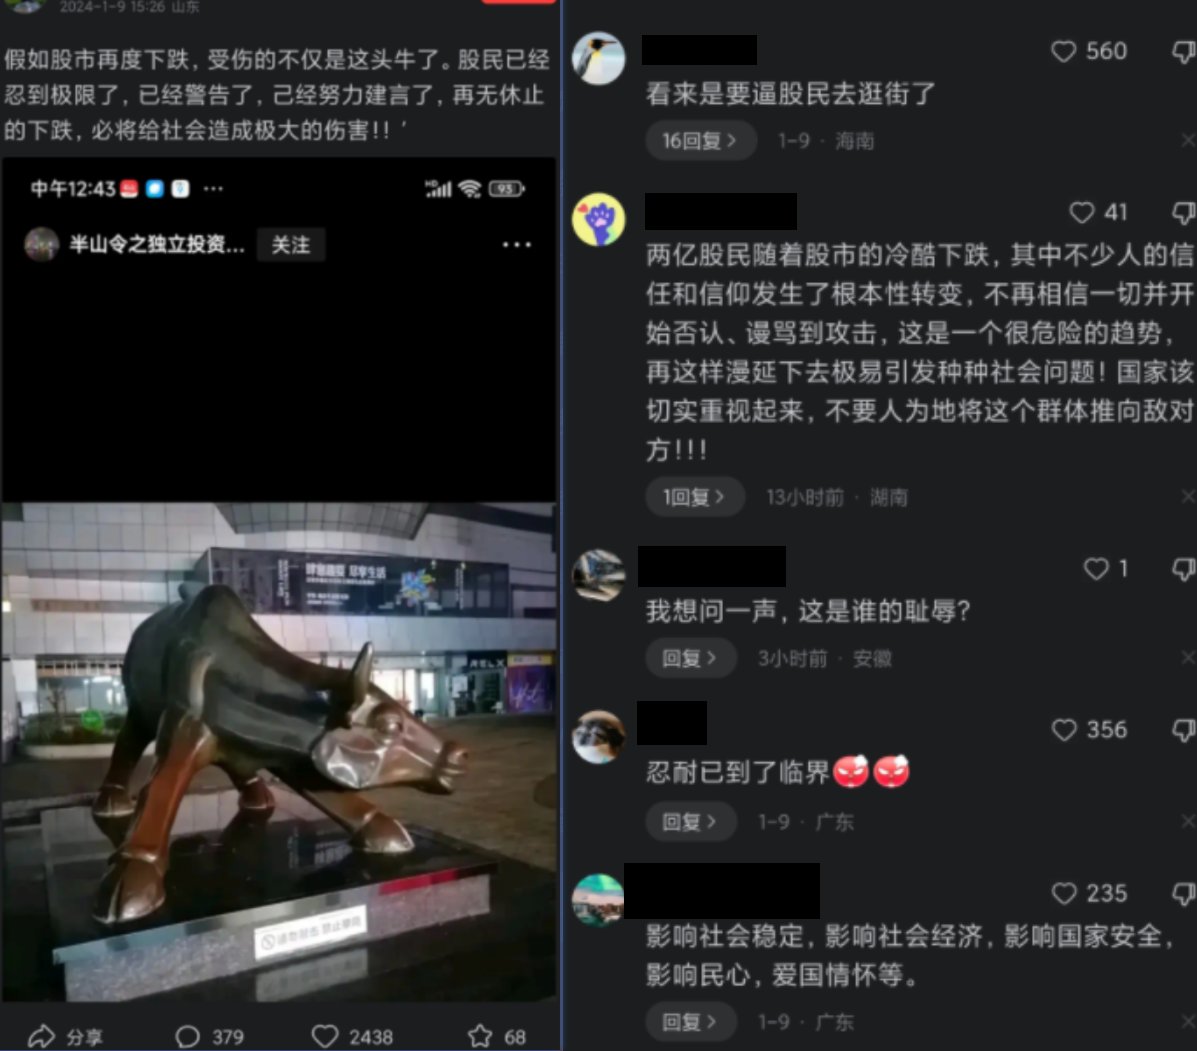 2024-1-9 15:26 山东
假如股市再度下跌，受伤的不仅是这头牛了。股民已经
忍到极限了，已经警告了，己经努力建言了，再无休止
的下跌，必将给社会造成极大的伤害!! ′
中午12:43 ··· HD 93
半山令之独立投资... 关注
尽享生活
RELX
分享 379 2438 68
560
看来是要逼股民去逛街了
16回复 >
1-9 · 海南
41
两亿股民随着股市的冷酷下跌，其中不少人的信
任和信仰发生了根本性转变，不再相信一切并开
始否认、谩骂到攻击，这是一个很危险的趋势，
再这样漫延下去极易引发种种社会问题！国家该
切实重视起来，不要人为地将这个群体推向敌对
方!!!
1回复 >
13小时前 · 湖南
1
我想问一声，这是谁的耻辱?
回复 >
3小时前 · 安徽
356
忍耐已到了临界
回复 >
1-9 · 广东
235
影响社会稳定，影响社会经济，影响国家安全，
影响民心，爱国情怀等。
回复 >
1-9 · 广东